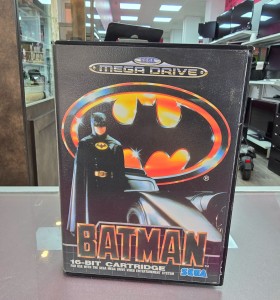 SEGA
MEGA DRIVE
BATMAN
16-BIT CARTRIDGE
SEGA